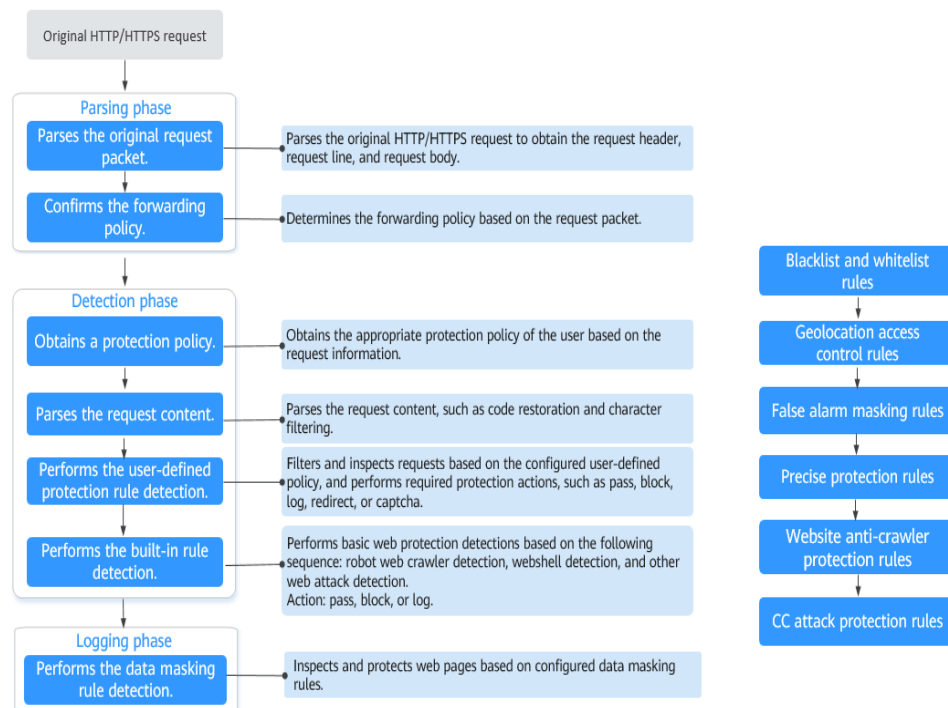 Original HTTP/HTTPS request
Parsing phase
Parses the original request
packet.
Parses the original HTTP/HTTPS request to obtain the request header,
request line, and request body.
Confirms the forwarding
policy.
Determines the forwarding policy based on the request packet.
Detection phase
Obtains a protection policy.
Obtains the appropriate protection policy of the user based on the
request information.
Parses the request content.
Parses the request content, such as code restoration and character
filtering.
Performs the user-defined
protection rule detection.
Filters and inspects requests based on the configured user-defined
policy, and performs required protection actions, such as pass, block,
log, redirect, or captcha.
Performs the built-in rule
detection.
Performs basic web protection detections based on the following
sequence: robot web crawler detection, webshell detection, and other
web attack detection.
Action: pass, block, or log.
Logging phase
Performs the data masking
rule detection.
Inspects and protects web pages based on configured data masking
rules.
Blacklist and whitelist
rules
Geolocation access
control rules
False alarm masking rules
Precise protection rules
Website anti-crawler
protection rules
CC attack protection rules